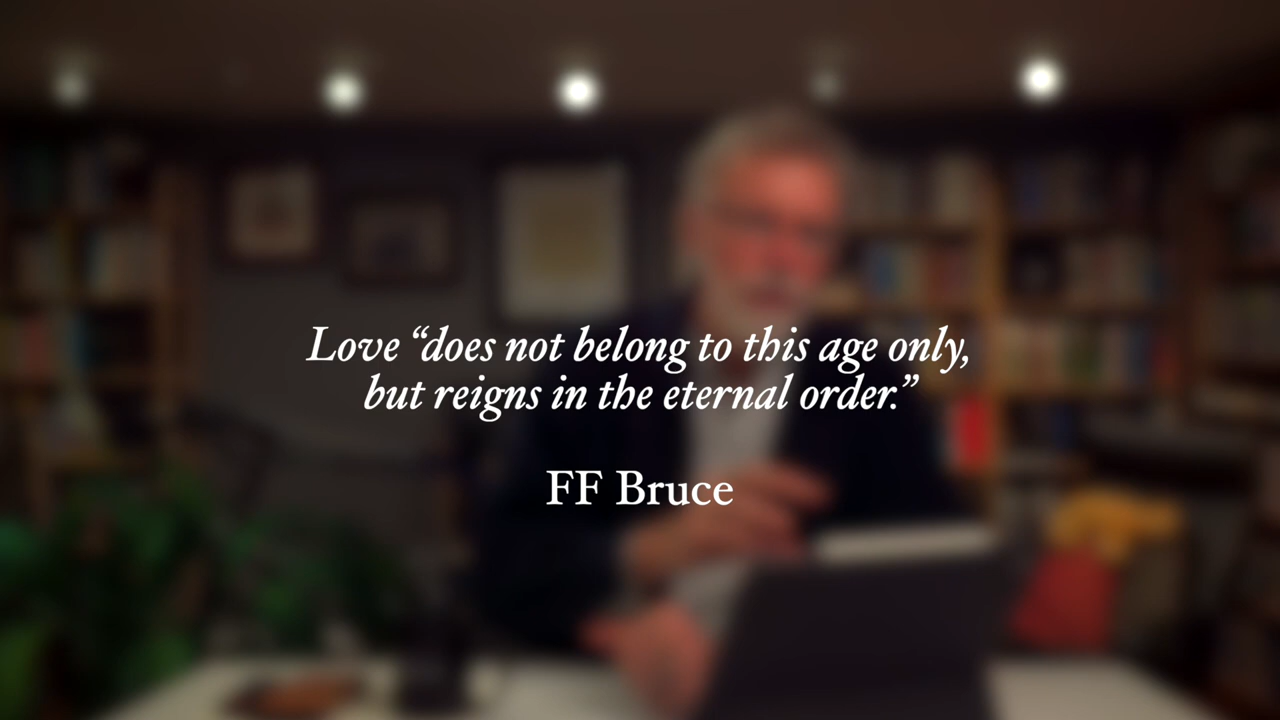 Love “does not belong to this age only,
but reigns in the eternal order.”
FF Bruce